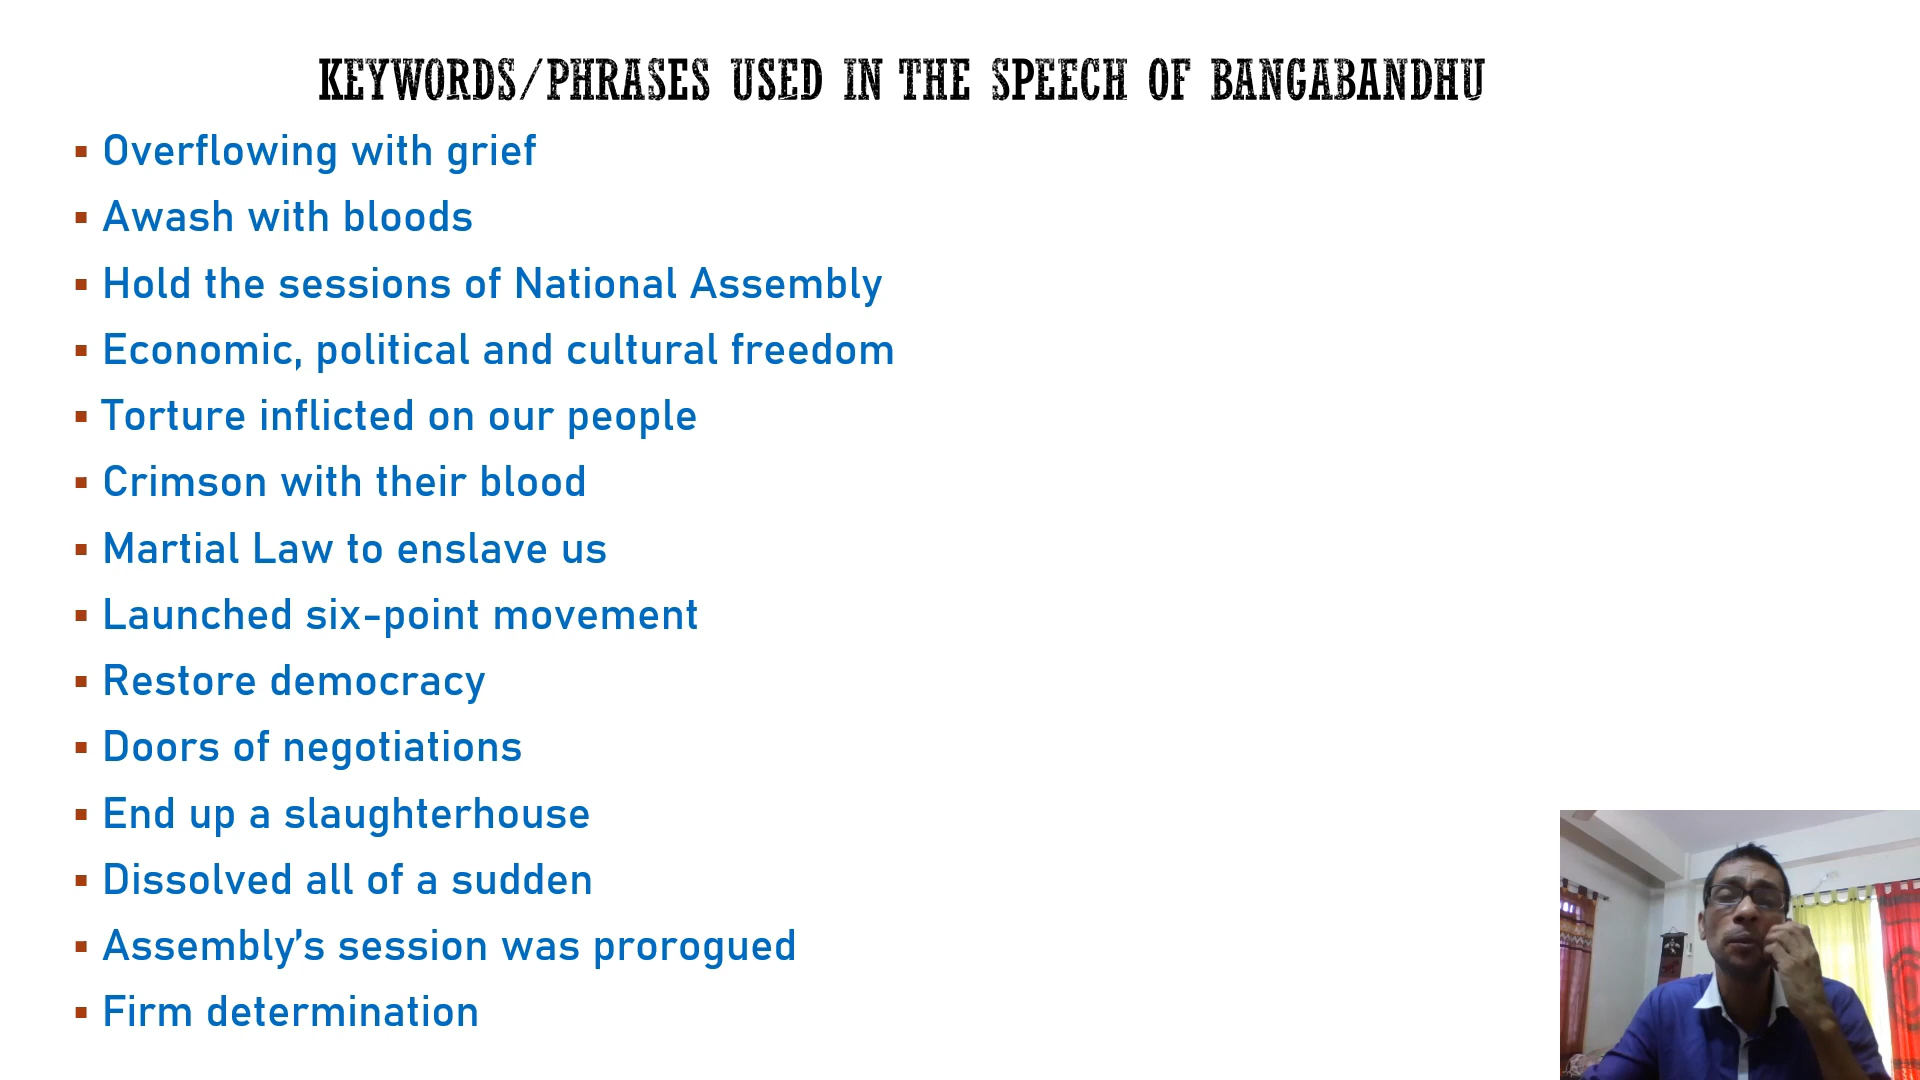 KEYWORDS/PHRASES USED IN THE SPEECH OF BANGABANDHU
▪ Overflowing with grief
▪ Awash with bloods
▪ Hold the sessions of National Assembly
▪ Economic, political and cultural freedom
▪ Torture inflicted on our people
▪ Crimson with their blood
▪ Martial Law to enslave us
▪ Launched six-point movement
▪ Restore democracy
▪ Doors of negotiations
▪ End up a slaughterhouse
▪ Dissolved all of a sudden
▪ Assembly’s session was prorogued
▪ Firm determination